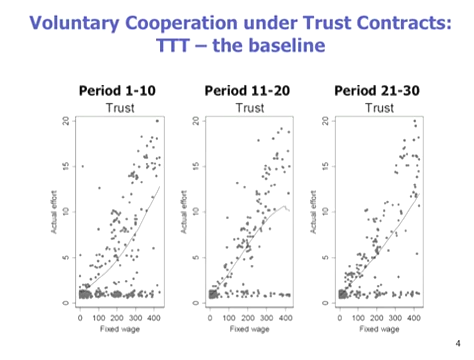 Voluntary Cooperation under Trust Contracts:
TTT – the baseline
Period 1-10
Period 11-20
Period 21-30
Trust
Trust
Trust
Actual effort
20
15
10
5
0
0 100 200 300 400
Fixed wage
Actual effort
20
15
10
5
0
0 100 200 300 400
Fixed wage
Actual effort
20
15
10
5
0
0 100 200 300 400
Fixed wage
4